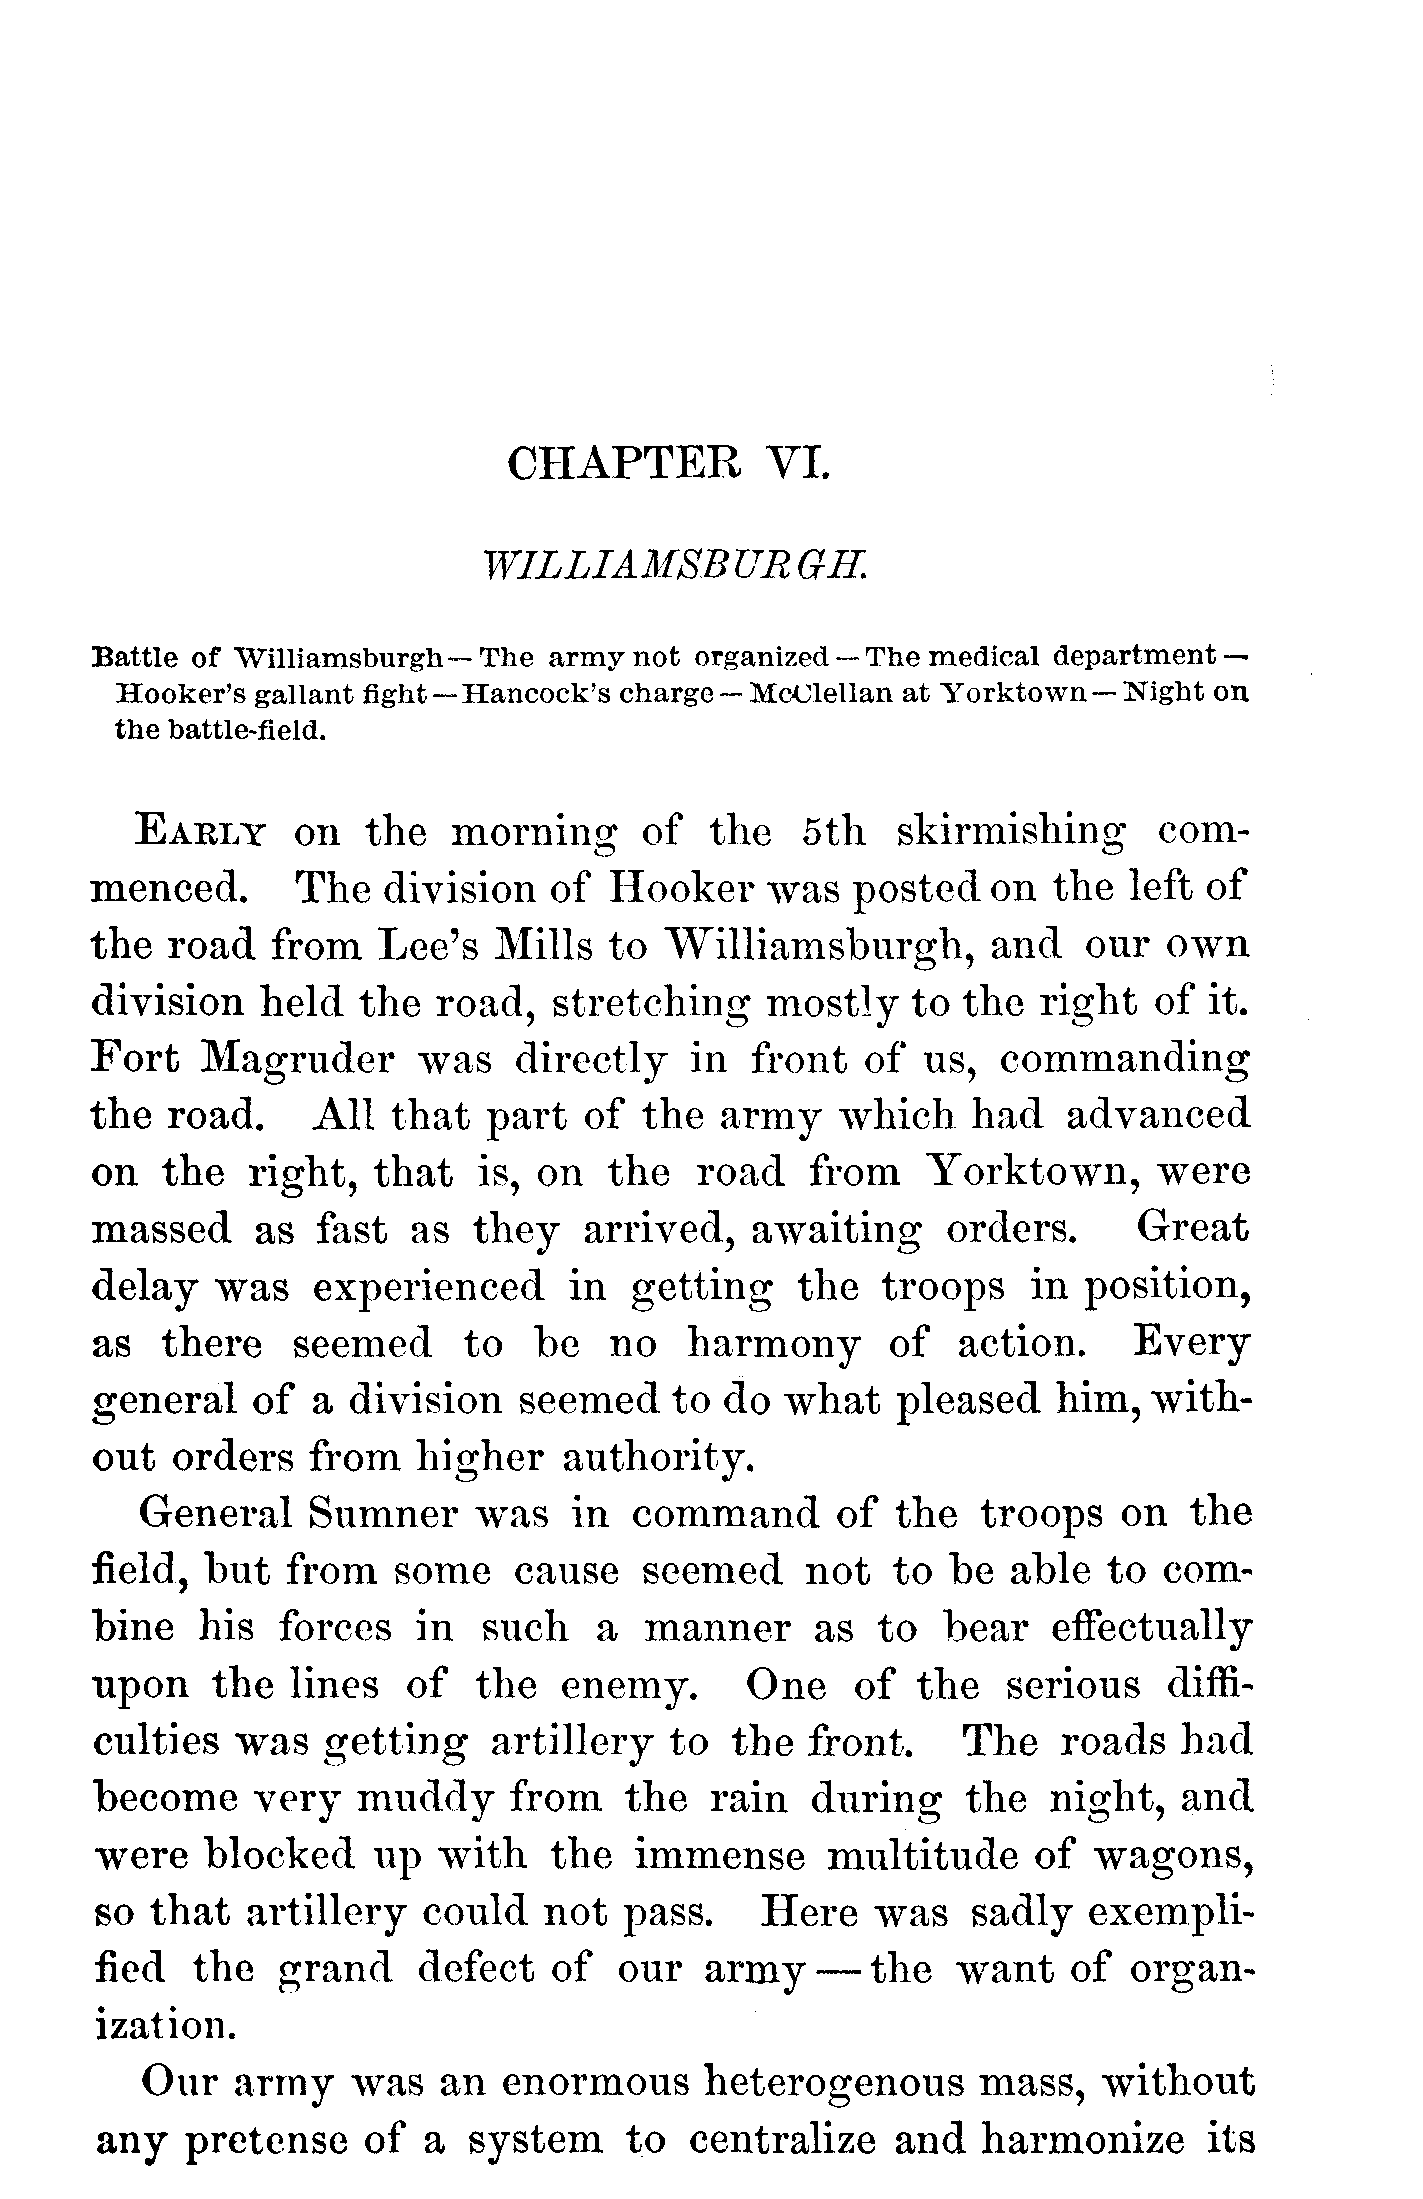 CHAPTER VI.
WILLIAMSBURGH.
Battle of Williamsburgh — The army not organized — The medical department —
Hooker's gallant fight — Hancock's charge — McClellan at Yorktown — Night on
the battle-field.
EARLY on the morning of the 5th skirmishing com-
menced. The division of Hooker was posted on the left of
the road from Lee's Mills to Williamsburgh, and our own
division held the road, stretching mostly to the right of it.
Fort Magruder was directly in front of us, commanding
the road. All that part of the army which had advanced
on the right, that is, on the road from Yorktown, were
massed as fast as they arrived, awaiting orders. Great
delay was experienced in getting the troops in position,
as there seemed to be no harmony of action. Every
general of a division seemed to do what pleased him, with-
out orders from higher authority.
General Sumner was in command of the troops on the
field, but from some cause seemed not to be able to com-
bine his forces in such a manner as to bear effectually
upon the lines of the enemy. One of the serious diffi-
culties was getting artillery to the front. The roads had
become very muddy from the rain during the night, and
were blocked up with the immense multitude of wagons,
so that artillery could not pass. Here was sadly exempli-
fied the grand defect of our army — the want of organ-
ization.
Our army was an enormous heterogenous mass, without
any pretense of a system to centralize and harmonize its